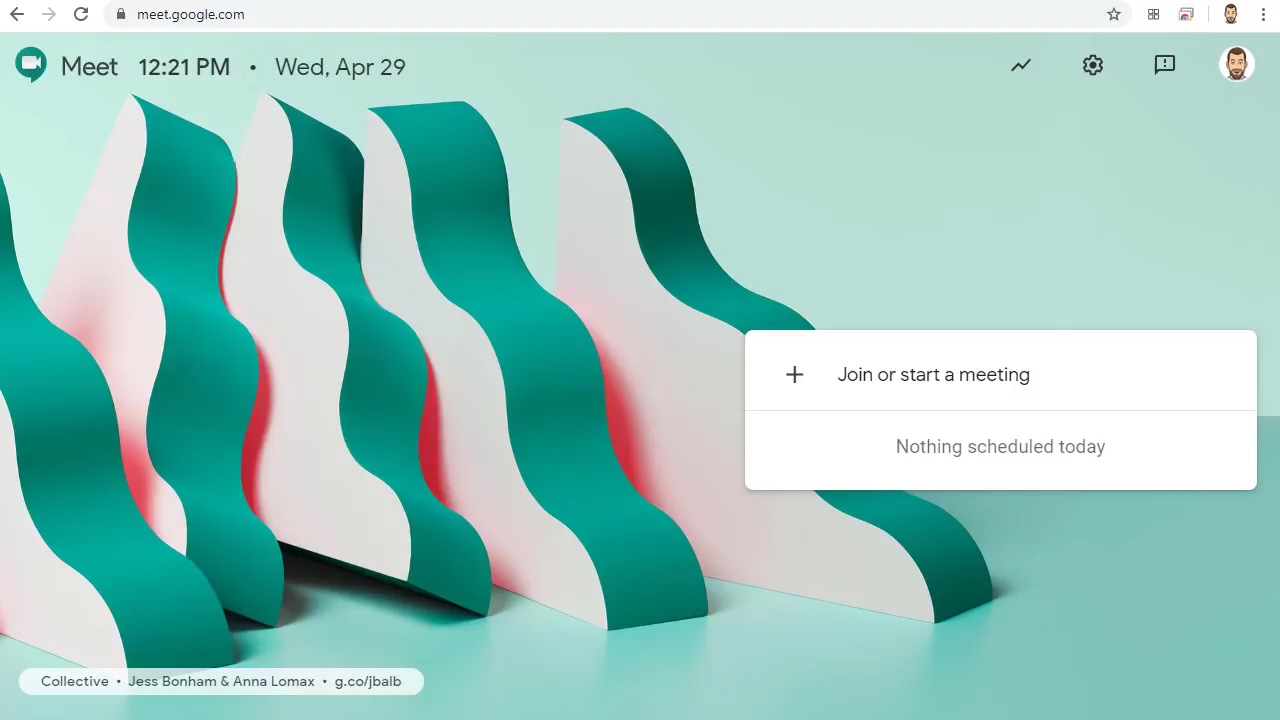 meet.google.com
Meet 12:21 PM • Wed, Apr 29
Join or start a meeting
Nothing scheduled today
Collective • Jess Bonham & Anna Lomax • g.co/jbalb